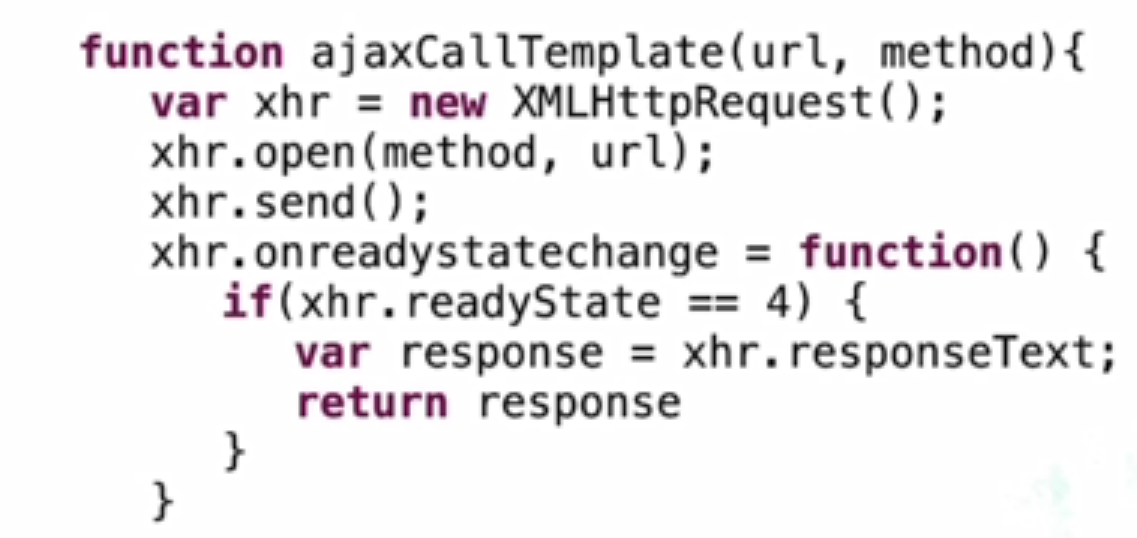 function ajaxCallTemplate(url, method){
var xhr = new XMLHttpRequest();
xhr.open(method, url);
xhr.send();
xhr.onreadystatechange = function() {
if(xhr.readyState == 4) {
var response = xhr.responseText;
return response
}
}